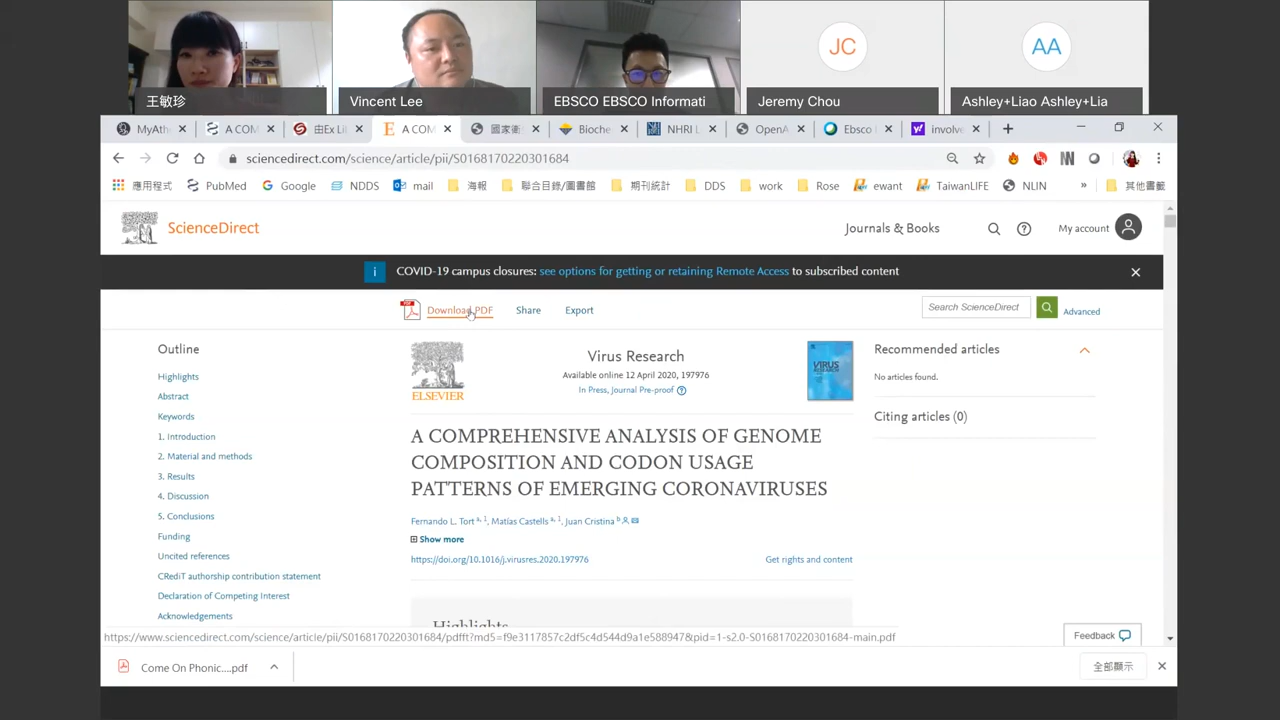 王敏珍
Vincent Lee
EBSCO EBSCO Informati
JC
Jeremy Chou
AA
Ashley+Liao Ashley+Lia
MyAth
A COM
由Ex Li
A COM
國家衛
Bioche
NHRI L
OpenA
Ebsco I
involve
sciencedirect.com/science/article/pii/S0168170220301684
應用程式
PubMed
Google
NDDS
mail
海報
聯合目錄/圖書館
期刊統計
DDS
work
Rose
ewant
TaiwanLIFE
NLIN
»
其他書籤
ScienceDirect
Journals & Books
My account
COVID-19 campus closures: see options for getting or retaining Remote Access to subscribed content
Download PDF
Share
Export
Search ScienceDirect
Advanced
Outline
Highlights
Abstract
Keywords
1. Introduction
2. Material and methods
3. Results
4. Discussion
5. Conclusions
Funding
Uncited references
CRediT authorship contribution statement
Declaration of Competing Interest
Acknowledgements
ELSEVIER
Virus Research
Available online 12 April 2020, 197976
In Press, Journal Pre-proof
VIRUS
RESEARCH
A COMPREHENSIVE ANALYSIS OF GENOME
COMPOSITION AND CODON USAGE
PATTERNS OF EMERGING CORONAVIRUSES
Fernando L. Tort a, 1, Matías Castells a, 1, Juan Cristina b
Show more
https://doi.org/10.1016/j.virusres.2020.197976
Get rights and content
Highlights
Recommended articles
No articles found.
Citing articles (0)
https://www.sciencedirect.com/science/article/pii/S0168170220301684/pdfft?md5=f9e3117857c2df5c4d544d9a1e588947&pid=1-s2.0-S0168170220301684-main.pdf
Feedback
Come On Phonic....pdf
全部顯示